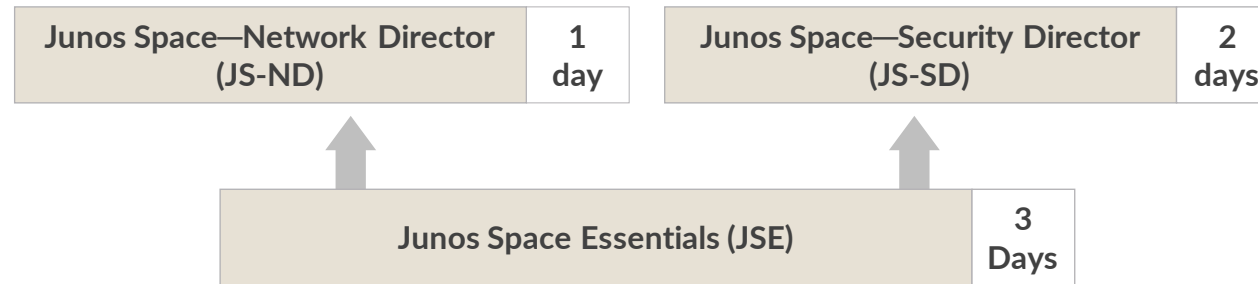 Junos Space—Network Director
(JS-ND)
1
day
Junos Space—Security Director
(JS-SD)
2
days
Junos Space Essentials (JSE)
3
Days